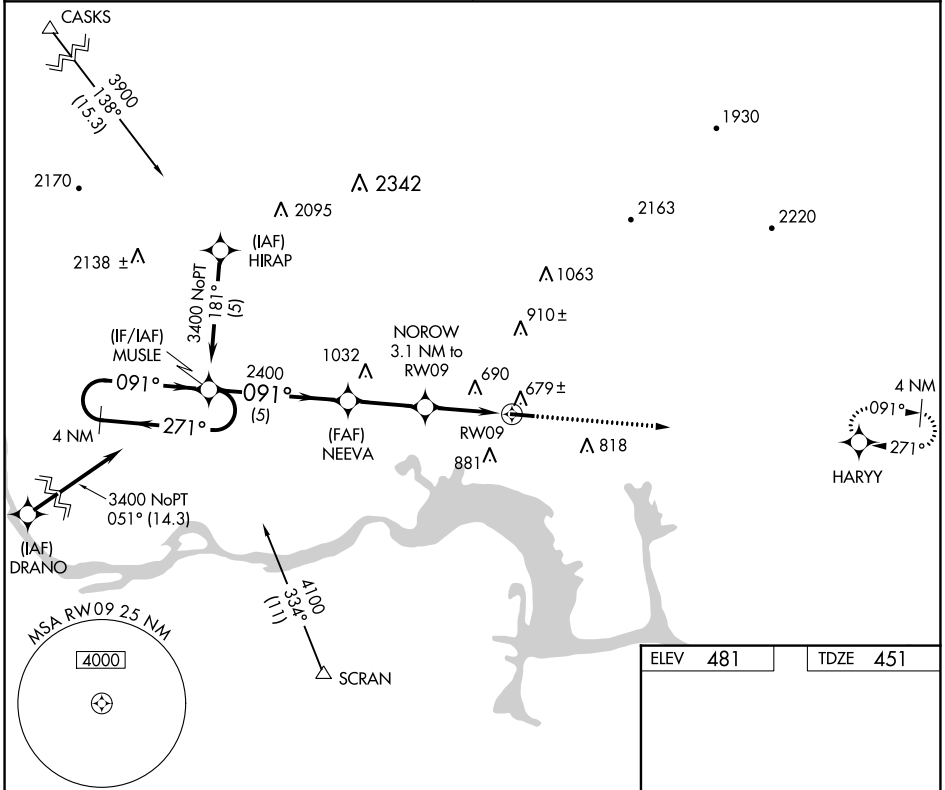 CASKS
3900
138°
(15.3)
1930
2170
2342
2095
2163
2220
(IAF)
HIRAP
2138 ±
1063
3400 NoPT
181°
(5)
910±
NOROW
3.1 NM to
RW09
(IF/IAF)
MUSLE
1032
2400
690
679±
091°
091°
(5)
4 NM
091°
271°
4 NM
271°
(FAF)
NEEVA
RW09
818
881
HARYY
3400 NoPT
051° (14.3)
(IAF)
DRANO
4100
334°
(11)
MSA RW09 25 NM
4000
SCRAN
ELEV 481
TDZE 451